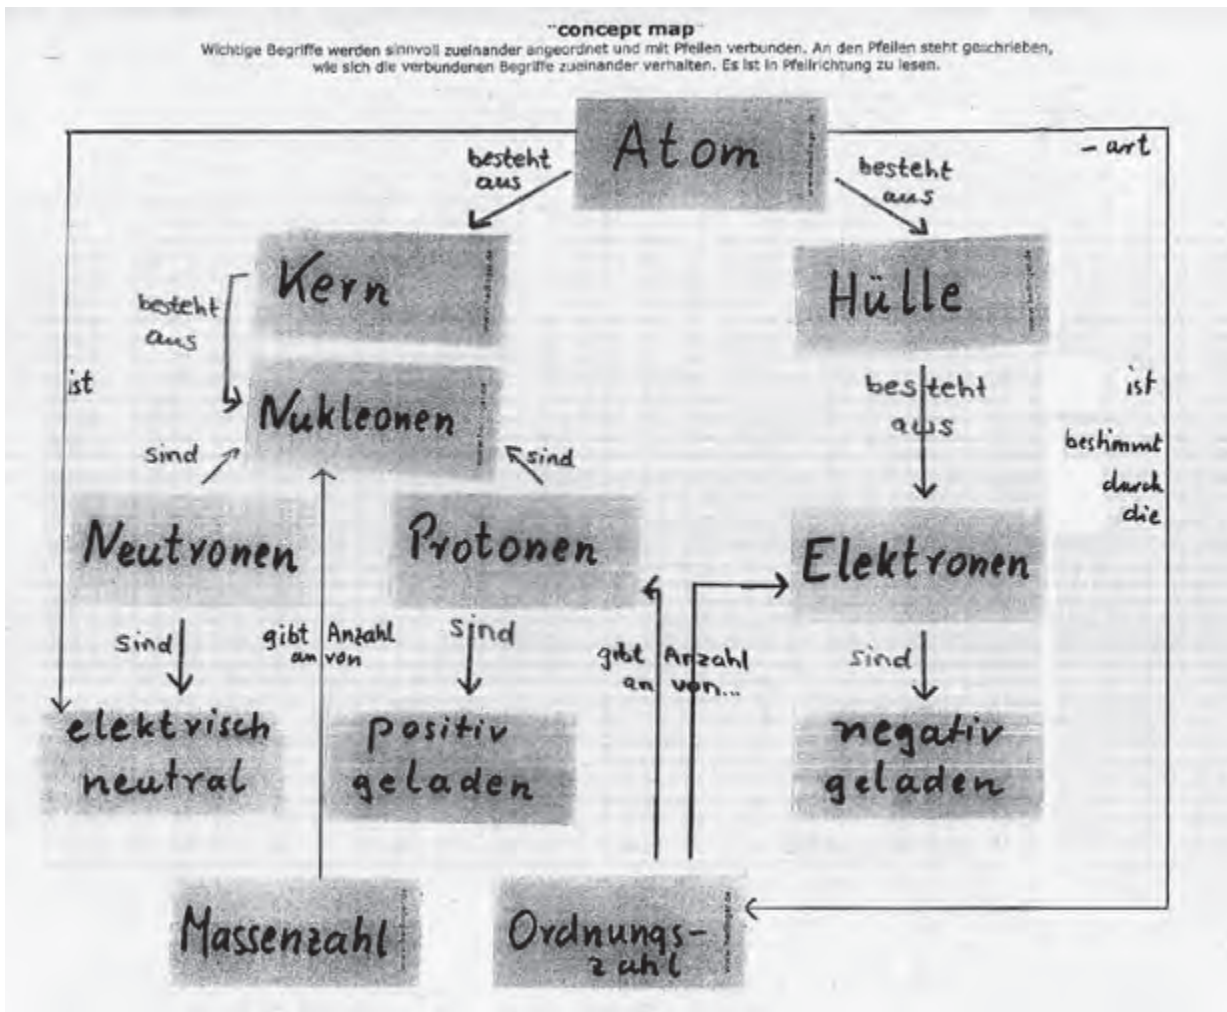 "concept map"
Wichtige Begriffe werden sinnvoll zueinander angeordnet und mit Pfeilen verbunden. An den Pfeilen steht geschrieben,
wie sich die verbundenen Begriffe zueinander verhalten. Es ist in Pfeilrichtung zu lesen.
Atom
- art
besteht
aus
besteht
aus
Kern
Hülle
besteht
aus
ist
Nukleonen
besteht
aus
ist
bestimmt
durch
die
sind
sind
Neutronen
Protonen
Elektronen
sind
gibt Anzahl
an von
sind
gibt Anzahl
an von...
sind
elektrisch
neutral
positiv
geladen
negativ
geladen
Massenzahl
Ordnungs-
zahl